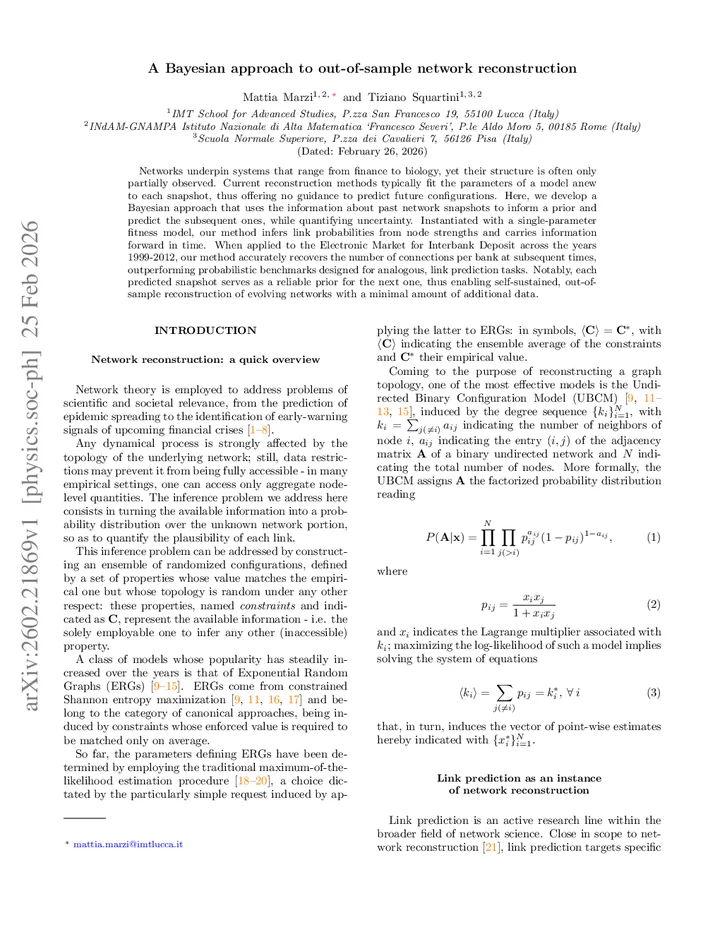 A Bayesian approach to out-of-sample network reconstruction
Mattia Marzi1, 2, * and Tiziano Squartini1, 3, 2
1IMT School for Advanced Studies, P.zza San Francesco 19, 55100 Lucca (Italy)
2INdAM-GNAMPA Istituto Nazionale di Alta Matematica ‘Francesco Severi’, P.le Aldo Moro 5, 00185 Rome (Italy)
3Scuola Normale Superiore, P.zza dei Cavalieri 7, 56126 Pisa (Italy)
(Dated: February 26, 2026)
Networks underpin systems that range from finance to biology, yet their structure is often only
partially observed. Current reconstruction methods typically fit the parameters of a model anew
to each snapshot, thus offering no guidance to predict future configurations. Here, we develop a
Bayesian approach that uses the information about past network snapshots to inform a prior and
predict the subsequent ones, while quantifying uncertainty. Instantiated with a single-parameter
fitness model, our method infers link probabilities from node strengths and carries information
forward in time. When applied to the Electronic Market for Interbank Deposit across the years
1999-2012, our method accurately recovers the number of connections per bank at subsequent times,
outperforming probabilistic benchmarks designed for analogous, link prediction tasks. Notably, each
predicted snapshot serves as a reliable prior for the next one, thus enabling self-sustained, out-of-
sample reconstruction of evolving networks with a minimal amount of additional data.
arXiv:2602.21869v1 [physics.soc-ph] 25 Feb 2026
INTRODUCTION
Network reconstruction: a quick overview
Network theory is employed to address problems of
scientific and societal relevance, from the prediction of
epidemic spreading to the identification of early-warning
signals of upcoming financial crises [1–8].
Any dynamical process is strongly affected by the
topology of the underlying network; still, data restric-
tions may prevent it from being fully accessible - in many
empirical settings, one can access only aggregate node-
level quantities. The inference problem we address here
consists in turning the available information into a prob-
ability distribution over the unknown network portion,
so as to quantify the plausibility of each link.
This inference problem can be addressed by construct-
ing an ensemble of randomized configurations, defined
by a set of properties whose value matches the empiri-
cal one but whose topology is random under any other
respect: these properties, named constraints and indi-
cated as C, represent the available information - i.e. the
solely employable one to infer any other (inaccessible)
property.
A class of models whose popularity has steadily in-
creased over the years is that of Exponential Random
Graphs (ERGs) [9–15]. ERGs come from constrained
Shannon entropy maximization [9, 11, 16, 17] and be-
long to the category of canonical approaches, being in-
duced by constraints whose enforced value is required to
be matched only on average.
So far, the parameters defining ERGs have been de-
termined by employing the traditional maximum-of-the-
likelihood estimation procedure [18–20], a choice dic-
tated by the particularly simple request induced by ap-
* mattia.marzi@imtlucca.it
plying the latter to ERGs: in symbols, ⟨C⟩ = C*, with
⟨C⟩ indicating the ensemble average of the constraints
and C* their empirical value.
Coming to the purpose of reconstructing a graph
topology, one of the most effective models is the Undi-
rected Binary Configuration Model (UBCM) [9, 11–
13, 15], induced by the degree sequence {k_i}_{i=1}^N, with
k_i = ∑_{j(≠i)} a_ij indicating the number of neighbors of
node i, a_ij indicating the entry (i, j) of the adjacency
matrix A of a binary undirected network and N indi-
cating the total number of nodes. More formally, the
UBCM assigns A the factorized probability distribution
reading
P(A|x) = ∏_{i=1}^N ∏_{j(>i)} p_ij^{a_ij} (1 − p_ij)^{1−a_ij}, (1)
where
p_ij = x_i x_j / (1 + x_i x_j) (2)
and x_i indicates the Lagrange multiplier associated with
k_i; maximizing the log-likelihood of such a model implies
solving the system of equations
⟨k_i⟩ = ∑_{j(≠i)} p_ij = k_i*, ∀ i (3)
that, in turn, induces the vector of point-wise estimates
hereby indicated with {x_i*}_{i=1}^N.
Link prediction as an instance
of network reconstruction
Link prediction is an active research line within the
broader field of network science. Close in scope to net-
work reconstruction [21], link prediction targets specific